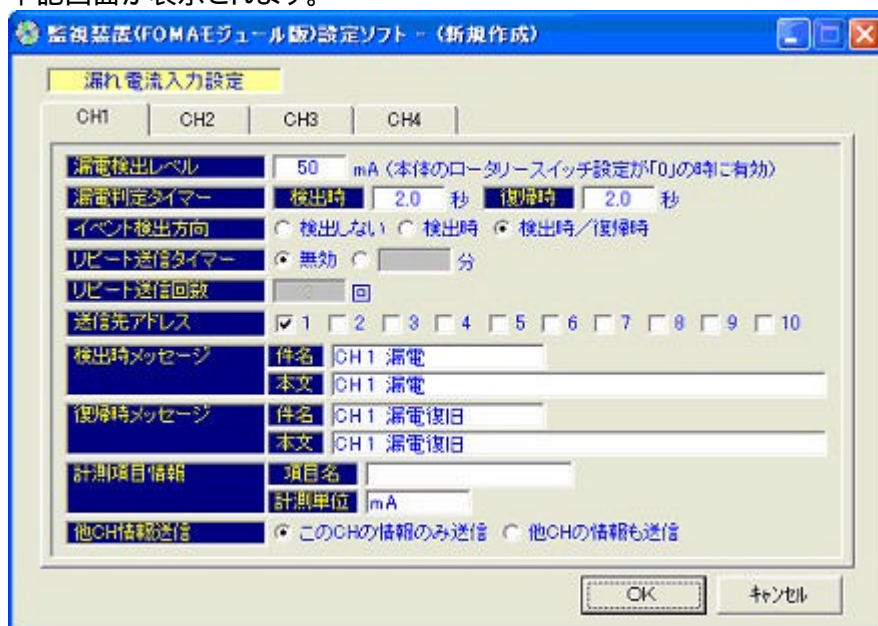 下記画面が表示されます。
監視装置(FOMAモジュール版)設定ソフト - (新規作成)
漏れ電流入力設定
CH1 CH2 CH3 CH4
漏電検出レベル 50 mA (本体のロータリースイッチ設定が「0」の時に有効)
漏電判定タイマー 検出時 2.0 秒 復帰時 2.0 秒
イベント検出方向 検出しない 検出時 検出時/復帰時
リピート送信タイマー 無効 分
リピート送信回数 回
送信先アドレス 1 2 3 4 5 6 7 8 9 10
検出時メッセージ 件名 CH1 漏電
本文 CH1 漏電
復帰時メッセージ 件名 CH1 漏電復旧
本文 CH1 漏電復旧
計測項目情報 項目名
計測単位 mA
他CH情報送信 このCHの情報のみ送信 他CHの情報も送信
OK キャンセル